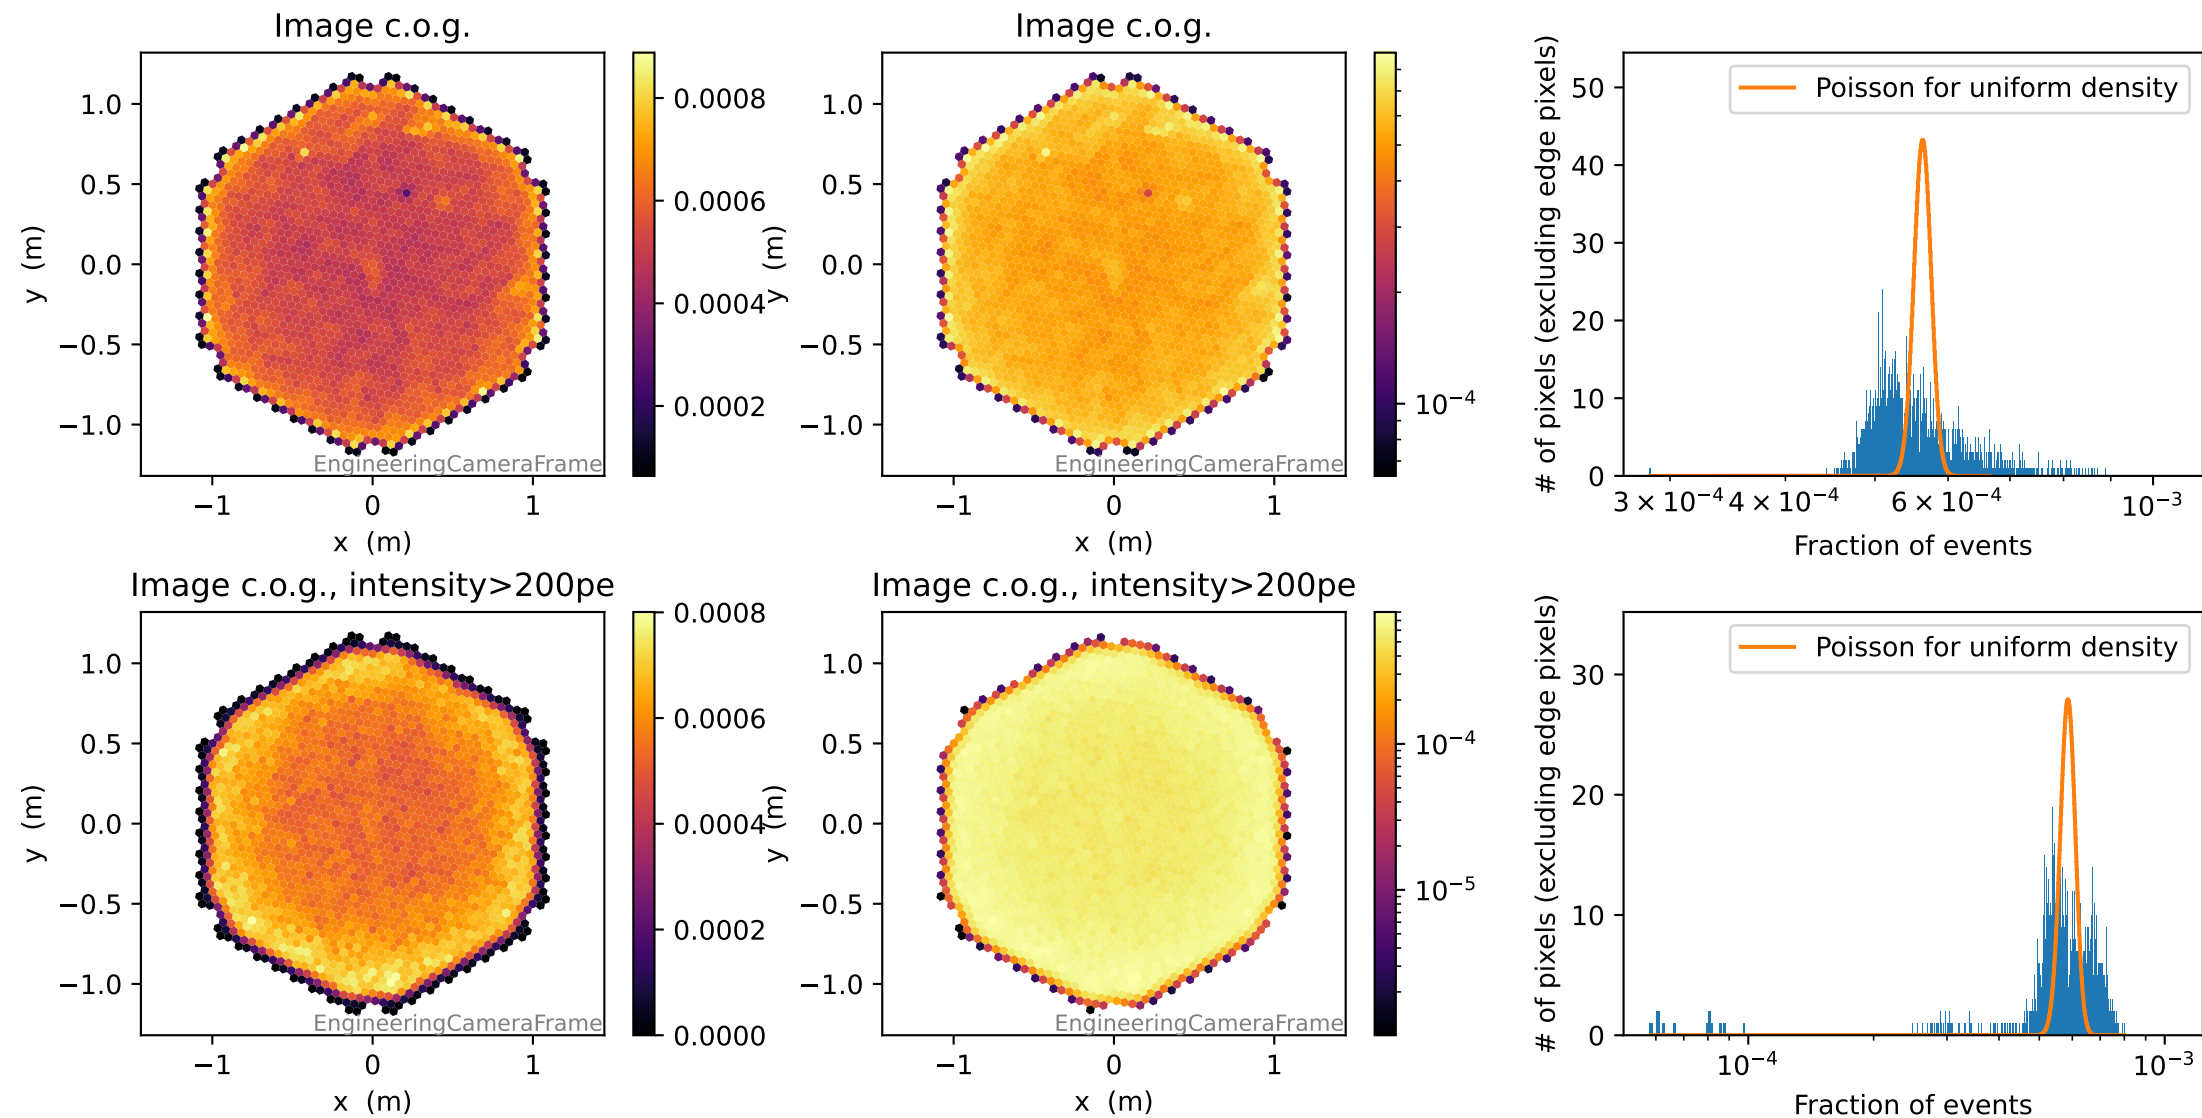 Image c.o.g.
y (m)
1.0
0.5
0.0
−0.5
−1.0
−1
0
1
x (m)
EngineeringCameraFrame
0.0008
0.0006
0.0004
0.0002
Image c.o.g.
y (m)
1.0
0.5
0.0
−0.5
−1.0
−1
0
1
x (m)
EngineeringCameraFrame
10⁻⁴
# of pixels (excluding edge pixels)
50
40
30
20
10
0
Poisson for uniform density
3 × 10⁻⁴
4 × 10⁻⁴
6 × 10⁻⁴
10⁻³
Fraction of events
Image c.o.g., intensity>200pe
y (m)
1.0
0.5
0.0
−0.5
−1.0
−1
0
1
x (m)
EngineeringCameraFrame
0.0008
0.0006
0.0004
0.0002
0.0000
Image c.o.g., intensity>200pe
y (m)
1.0
0.5
0.0
−0.5
−1.0
−1
0
1
x (m)
EngineeringCameraFrame
10⁻⁴
10⁻⁵
# of pixels (excluding edge pixels)
30
20
10
0
Poisson for uniform density
10⁻⁴
10⁻³
Fraction of events